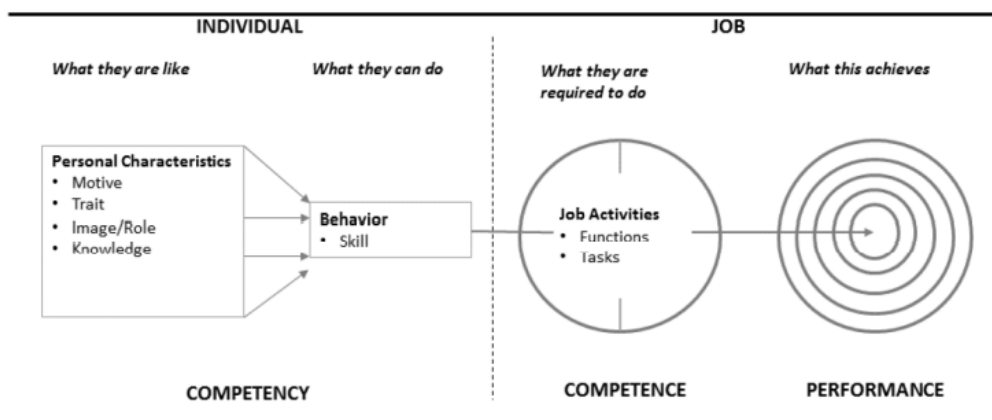 INDIVIDUAL
JOB
What they are like
What they can do
What they are
required to do
What this achieves
Personal Characteristics
• Motive
• Trait
• Image/Role
• Knowledge
Behavior
• Skill
Job Activities
• Functions
• Tasks
COMPETENCY
COMPETENCE
PERFORMANCE